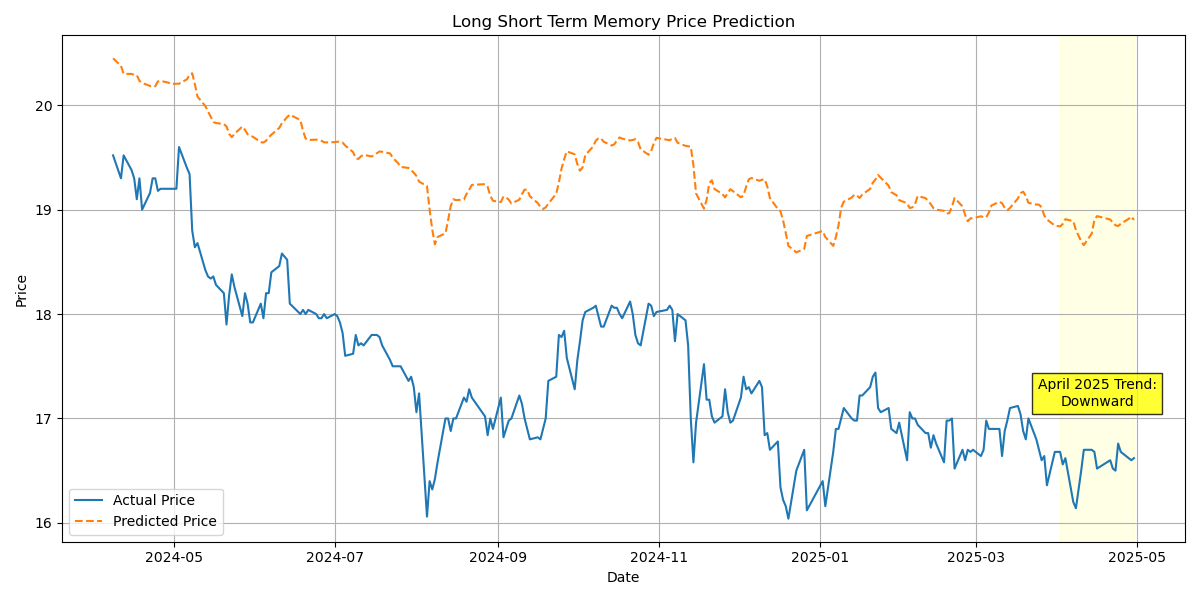 Long Short Term Memory Price Prediction
20
19
18
17
16
Price
April 2025 Trend:
Downward
Actual Price
Predicted Price
2024-05 2024-07 2024-09 2024-11 2025-01 2025-03 2025-05
Date